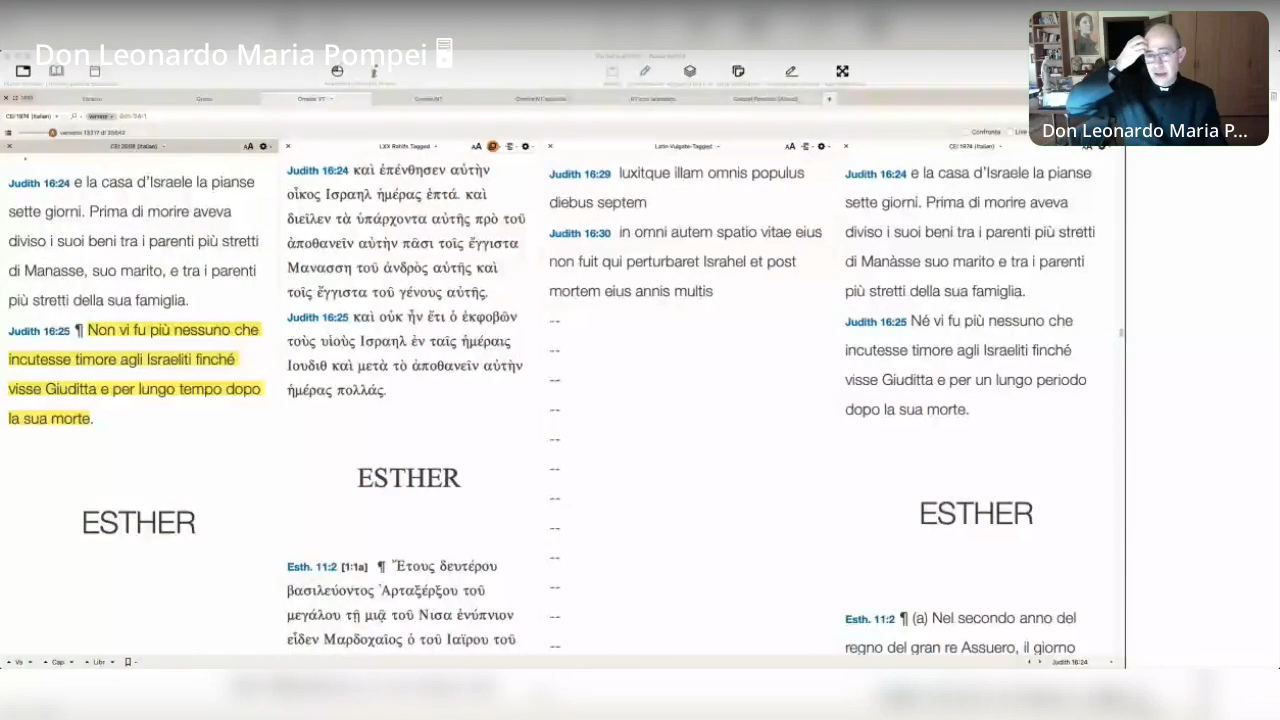 Don Leonardo Maria Pompei
Don Leonardo Maria P...
Confronta
CEI 1974 (Italian)
versetto
CEI 2008 (Italian)
Judith 16:24 e la casa d'Israele la pianse
sette giorni. Prima di morire aveva
diviso i suoi beni tra i parenti più stretti
di Manasse, suo marito, e tra i parenti
più stretti della sua famiglia.
Judith 16:25 ¶ Non vi fu più nessuno che
incutesse timore agli Israeliti finché
visse Giuditta e per lungo tempo dopo
la sua morte.
ESTHER
LXX Rahlfs Tagged
Judith 16:24 καὶ ἐπένθησεν αὐτὴν
οἶκος Ισραηλ ἡμέρας ἑπτά. καὶ
διεῖλεν τὰ ὑπάρχοντα αὐτῆς πρὸ τοῦ
ἀποθανεῖν αὐτὴν πᾶσι τοῖς ἔγγιστα
Μανασση τοῦ ἀνδρὸς αὐτῆς καὶ
τοῖς ἔγγιστα τοῦ γένους αὐτῆς.
Judith 16:25 καὶ οὐκ ἦν ἔτι ὁ ἐκφοβῶν
τοὺς υἱοὺς Ισραηλ ἐν ταῖς ἡμέραις
Ιουδιθ καὶ μετὰ τὸ ἀποθανεῖν αὐτὴν
ἡμέρας πολλάς.
ESTHER
Esth. 11:2 [1:1a] ¶ Ἔτους δευτέρου
βασιλεύοντος Ἀρταξέρξου τοῦ
μεγάλου τῇ μιᾷ τοῦ Νισα ἐνύπνιον
εἶδεν Μαρδοχαῖος ὁ τοῦ Ιαΐρου τοῦ
Latin-Vulgate-Tagged
Judith 16:29 luxitque illam omnis populus
diebus septem
Judith 16:30 in omni autem spatio vitae eius
non fuit qui perturbaret Israhel et post
mortem eius annis multis
--
--
--
--
--
--
--
--
--
--
--
--
CEI 1974 (Italian)
Judith 16:24 e la casa d'Israele la pianse
sette giorni. Prima di morire aveva
diviso i suoi beni tra i parenti più stretti
di Manàsse suo marito e tra i parenti
più stretti della sua famiglia.
Judith 16:25 Né vi fu più nessuno che
incutesse timore agli Israeliti finché
visse Giuditta e per un lungo periodo
dopo la sua morte.
ESTHER
Esth. 11:2 ¶ (a) Nel secondo anno del
regno del gran re Assuero, il giorno
Vs Cap Libr
Judith 16:24